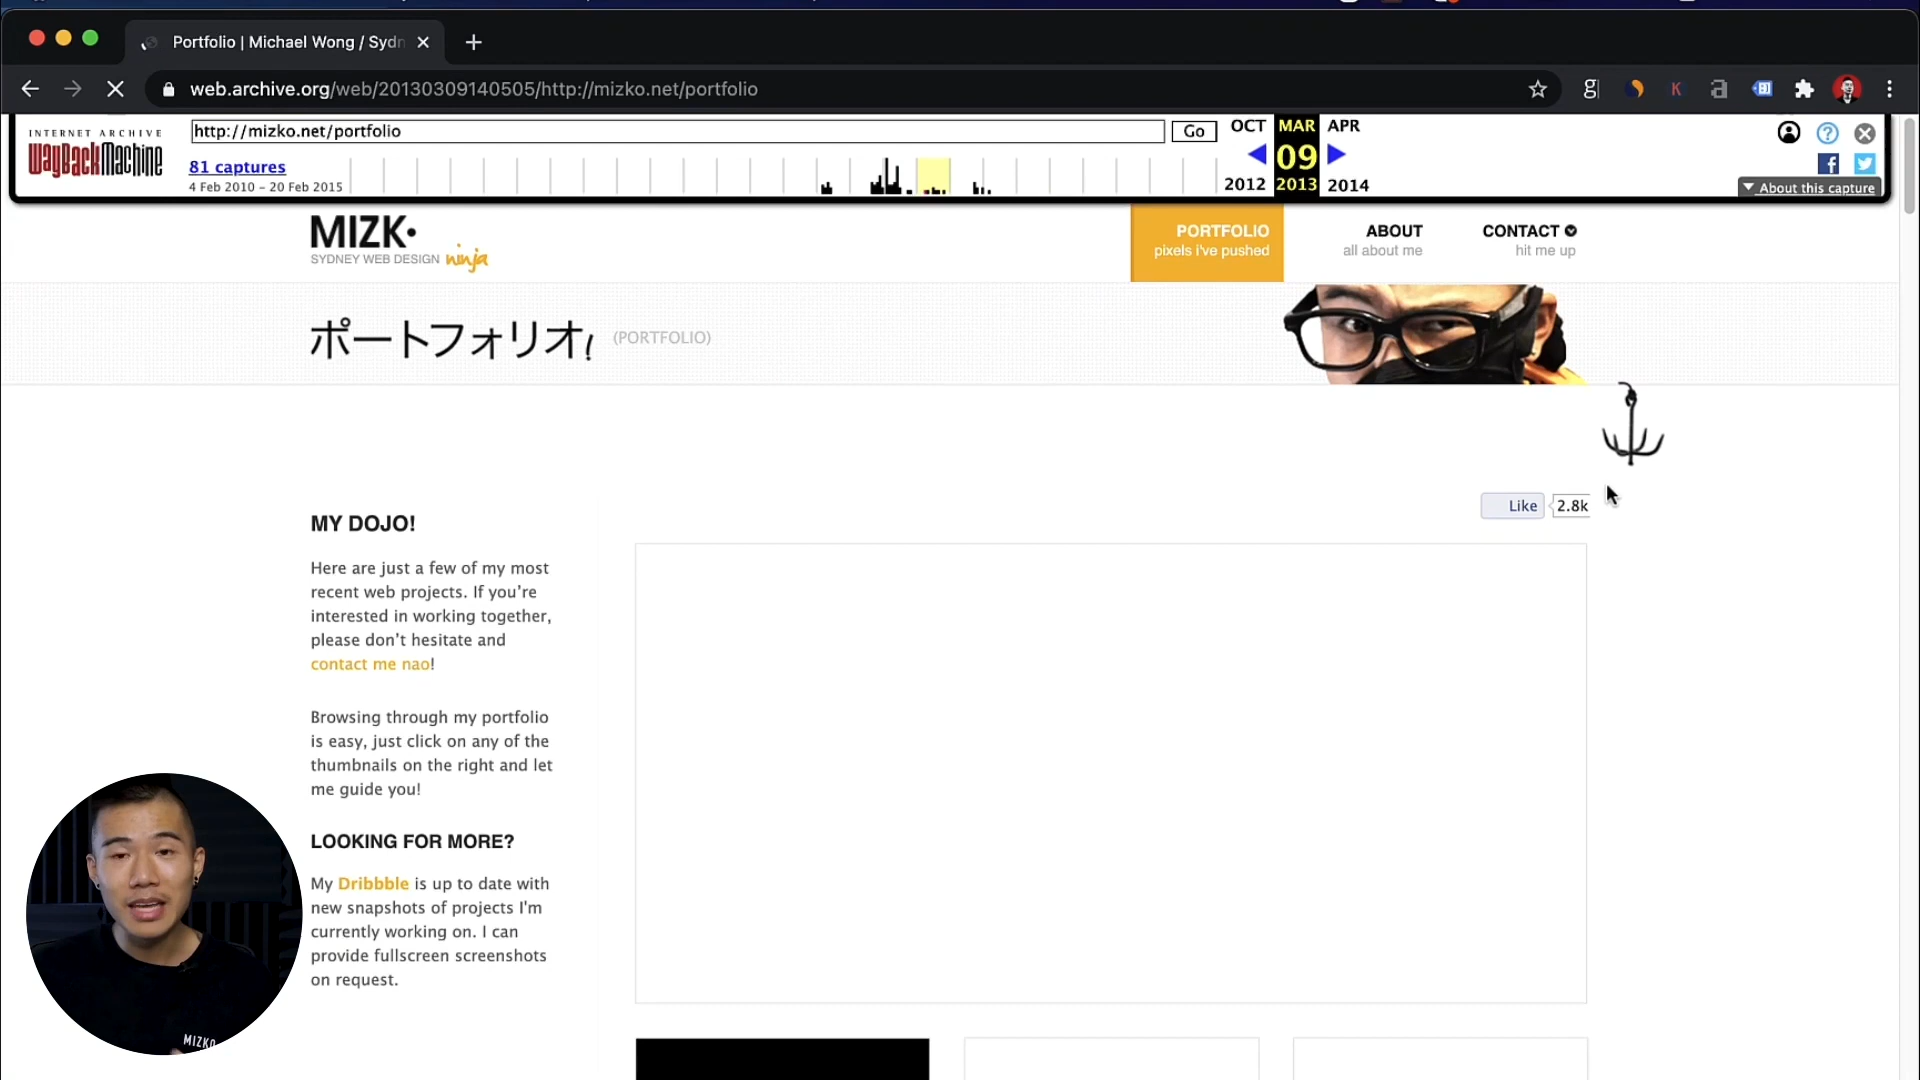 Portfolio | Michael Wong / Sydn
web.archive.org/web/20130309140505/http://mizko.net/portfolio
INTERNET ARCHIVE
WayBackMachine
http://mizko.net/portfolio
Go
OCT MAR APR
81 captures
09
4 Feb 2010 – 20 Feb 2015
2012 2013 2014
About this capture
MIZK
SYDNEY WEB DESIGN ninja
PORTFOLIO
pixels i've pushed
ABOUT
all about me
CONTACT
hit me up
ポートフォリオ! (PORTFOLIO)
Like 2.8k
MY DOJO!
Here are just a few of my most
recent web projects. If you’re
interested in working together,
please don’t hesitate and
contact me nao!
Browsing through my portfolio
is easy, just click on any of the
thumbnails on the right and let
me guide you!
LOOKING FOR MORE?
My Dribbble is up to date with
new snapshots of projects I'm
currently working on. I can
provide fullscreen screenshots
on request.
MIZKO